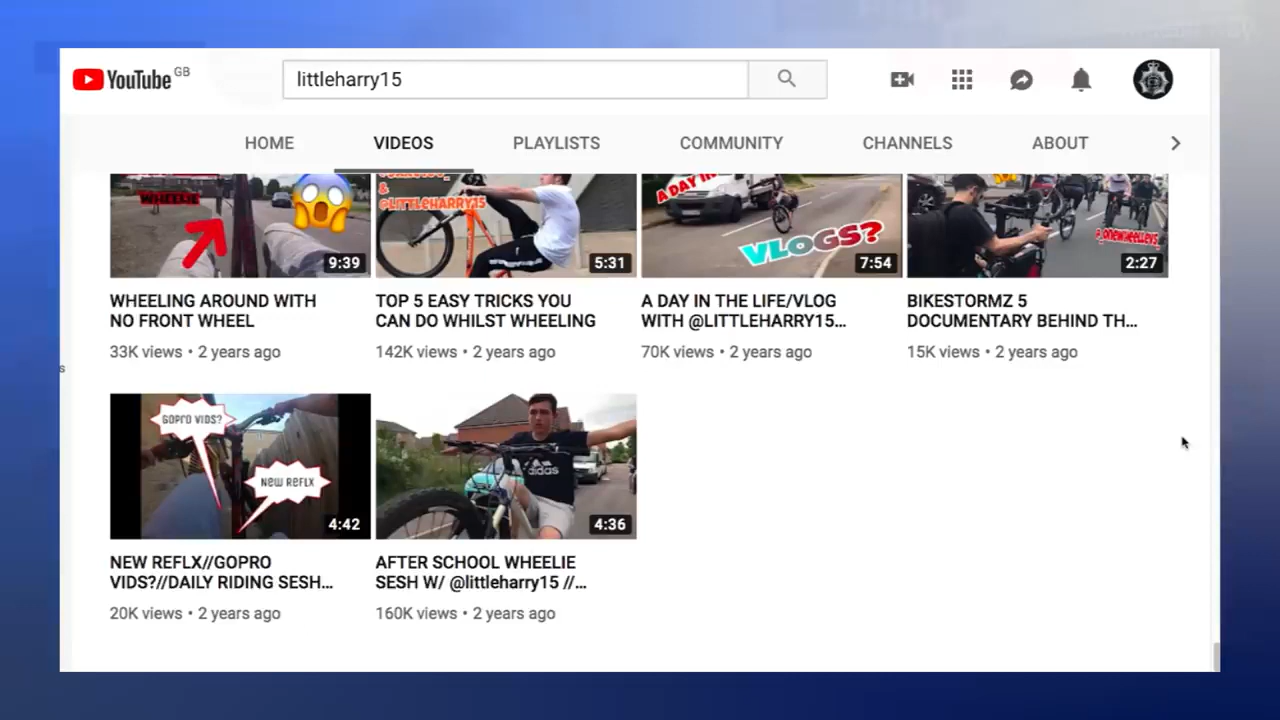 YouTube GB
littleharry15
HOME VIDEOS PLAYLISTS COMMUNITY CHANNELS ABOUT
WHEELIE
9:39
&
@LITTLEHARRY15
5:31
A DAY IN
VLOGS?
7:54
2:27
WHEELING AROUND WITH
NO FRONT WHEEL
33K views • 2 years ago
TOP 5 EASY TRICKS YOU
CAN DO WHILST WHEELING
142K views • 2 years ago
A DAY IN THE LIFE/VLOG
WITH @LITTLEHARRY15...
70K views • 2 years ago
BIKESTORMZ 5
DOCUMENTARY BEHIND TH...
15K views • 2 years ago
GOPRO VIDS?
NEW REFLX
4:42
adidas
4:36
NEW REFLX//GOPRO
VIDS?//DAILY RIDING SESH...
20K views • 2 years ago
AFTER SCHOOL WHEELIE
SESH W/ @littleharry15 //...
160K views • 2 years ago